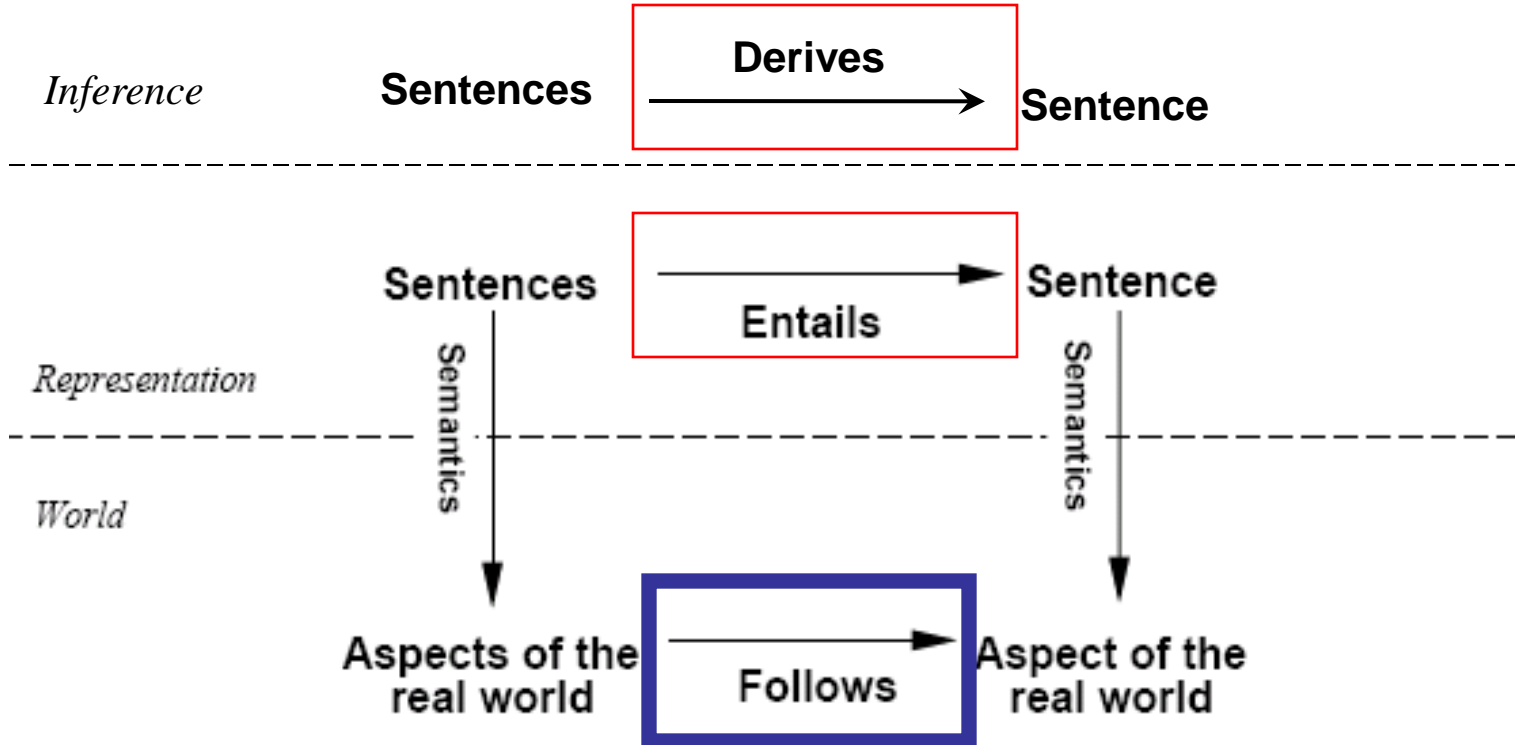 Inference
Sentences
Derives
Sentence
Sentences
Entails
Sentence
Semantics
Semantics
Representation
World
Aspects of the
real world
Follows
Aspect of the
real world